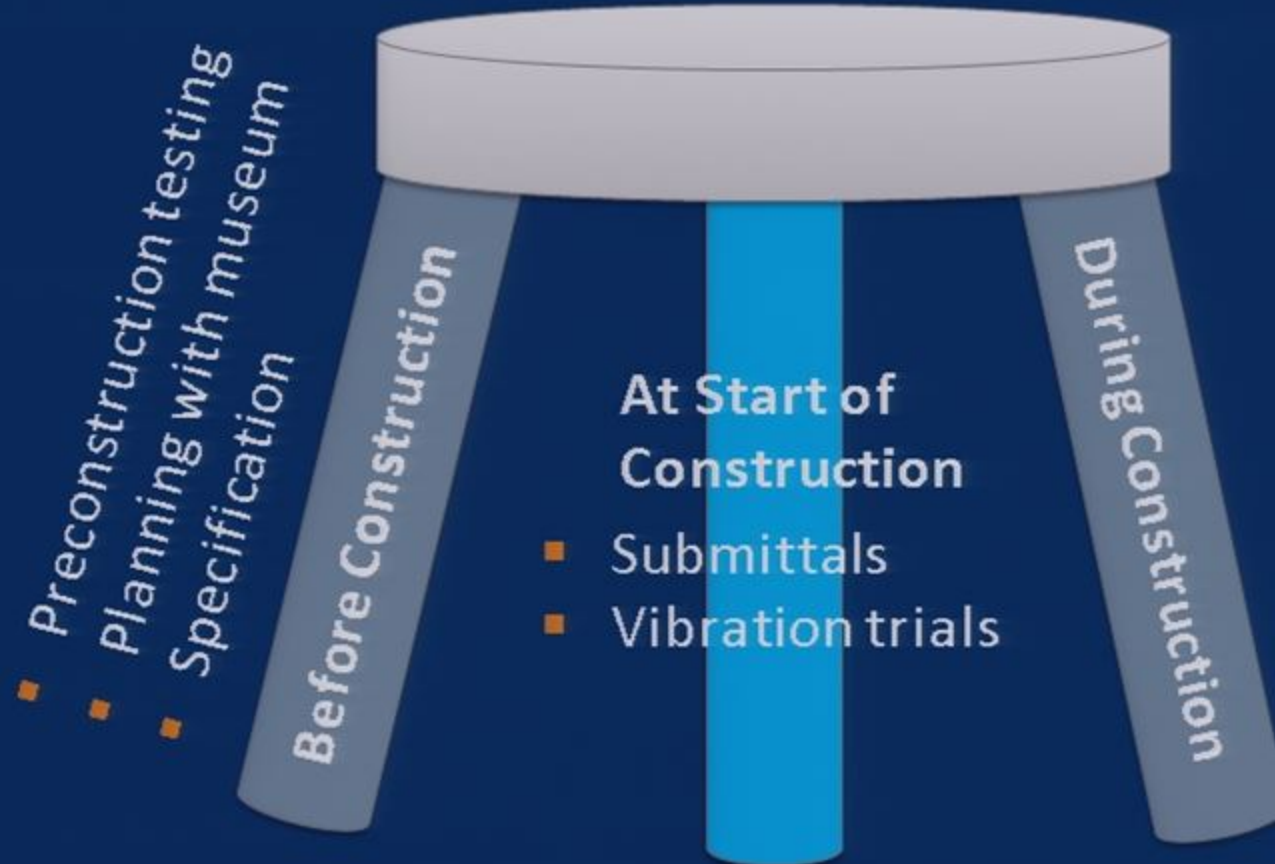 Preconstruction testing
Planning with museum
Specification
Before Construction
At Start of
Construction
Submittals
Vibration trials
During Construction